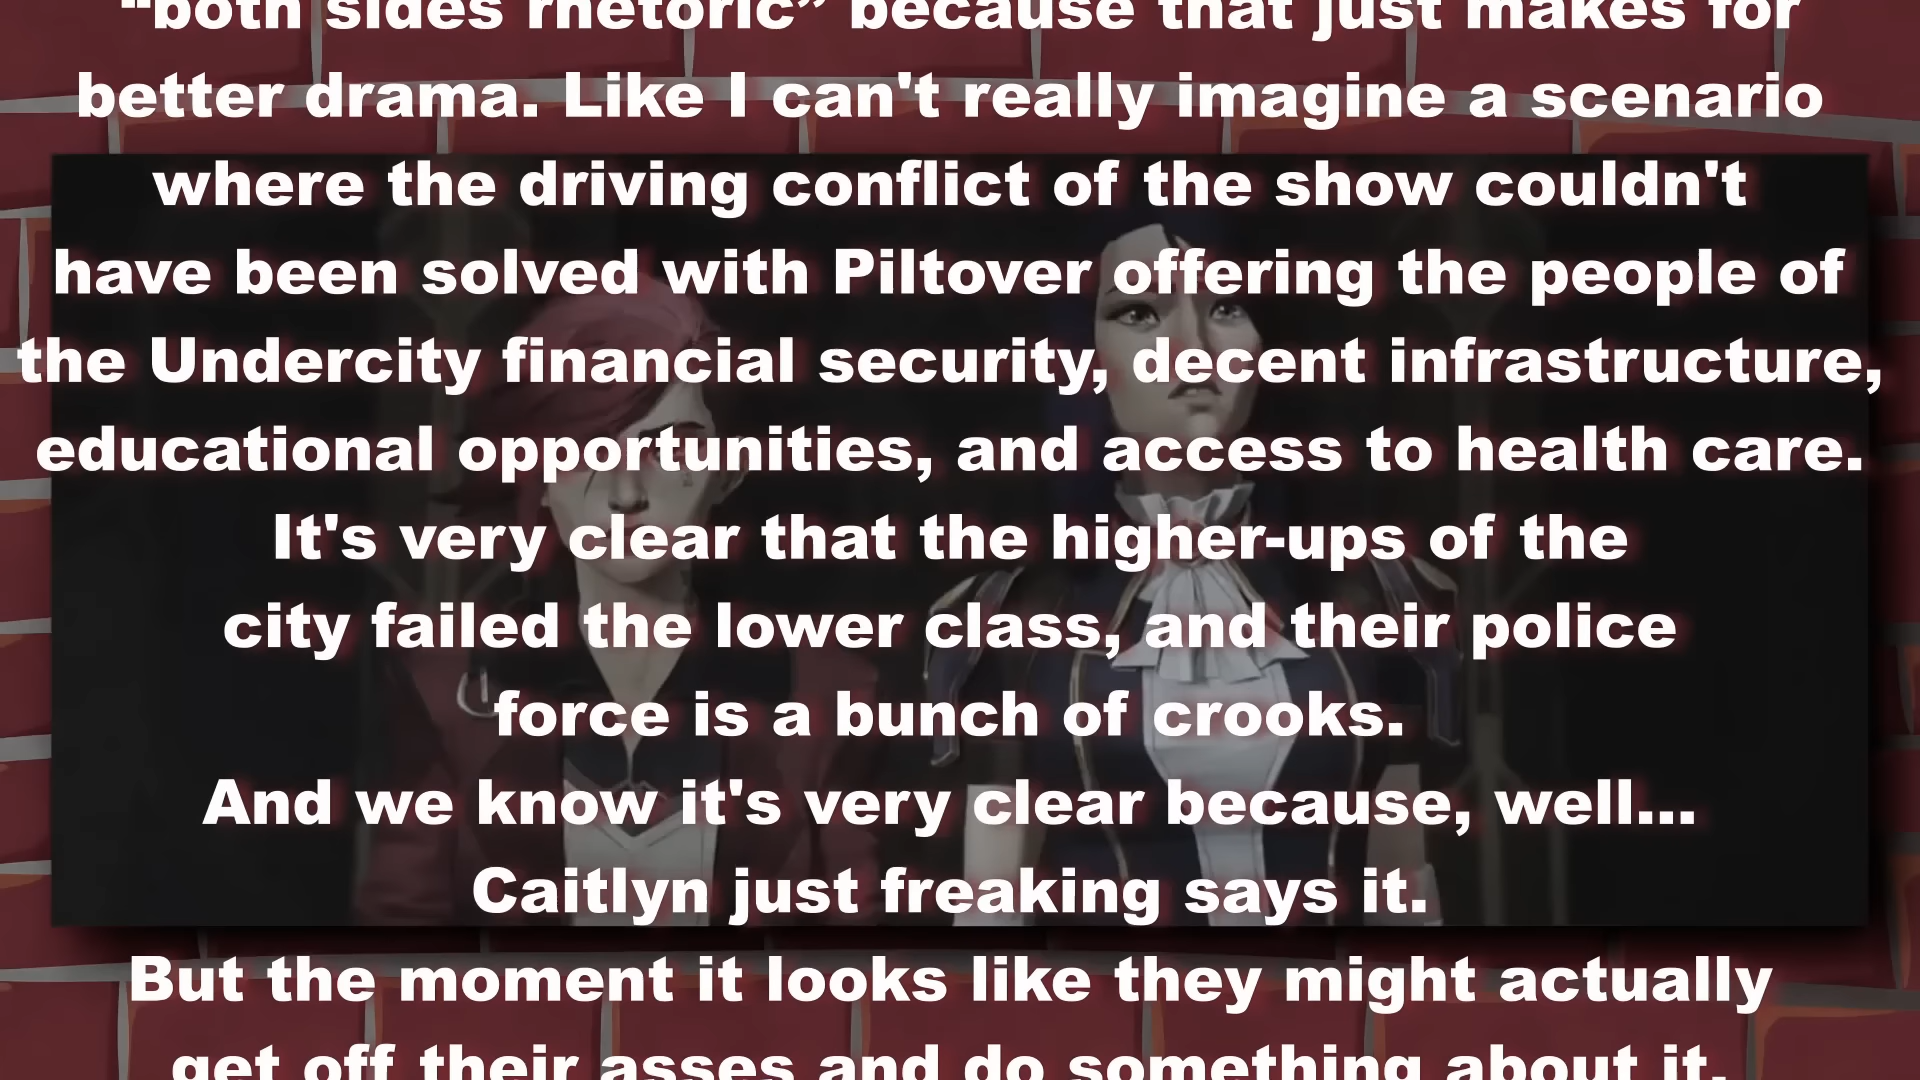 “both sides rhetoric” because that just makes for
better drama. Like I can't really imagine a scenario
where the driving conflict of the show couldn't
have been solved with Piltover offering the people of
the Undercity financial security, decent infrastructure,
educational opportunities, and access to health care.
It's very clear that the higher-ups of the
city failed the lower class, and their police
force is a bunch of crooks.
And we know it's very clear because, well...
Caitlyn just freaking says it.
But the moment it looks like they might actually
get off their asses and do something about it,